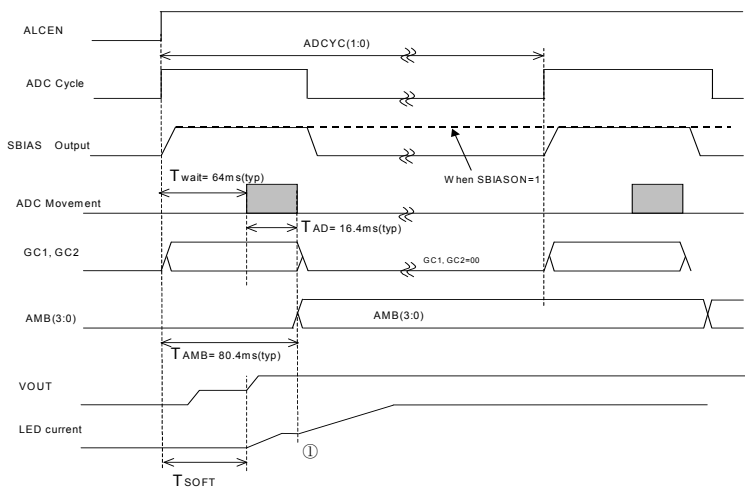 ALCEN
ADCYC(1:0)
ADC Cycle
SBIAS Output
When SBIASON=1
Twait= 64ms(typ)
ADC Movement
TAD= 16.4ms(typ)
GC1, GC2
GC1, GC2=00
AMB(3:0)
AMB(3:0)
TAMB= 80.4ms(typ)
VOUT
LED current
①
TSOFT